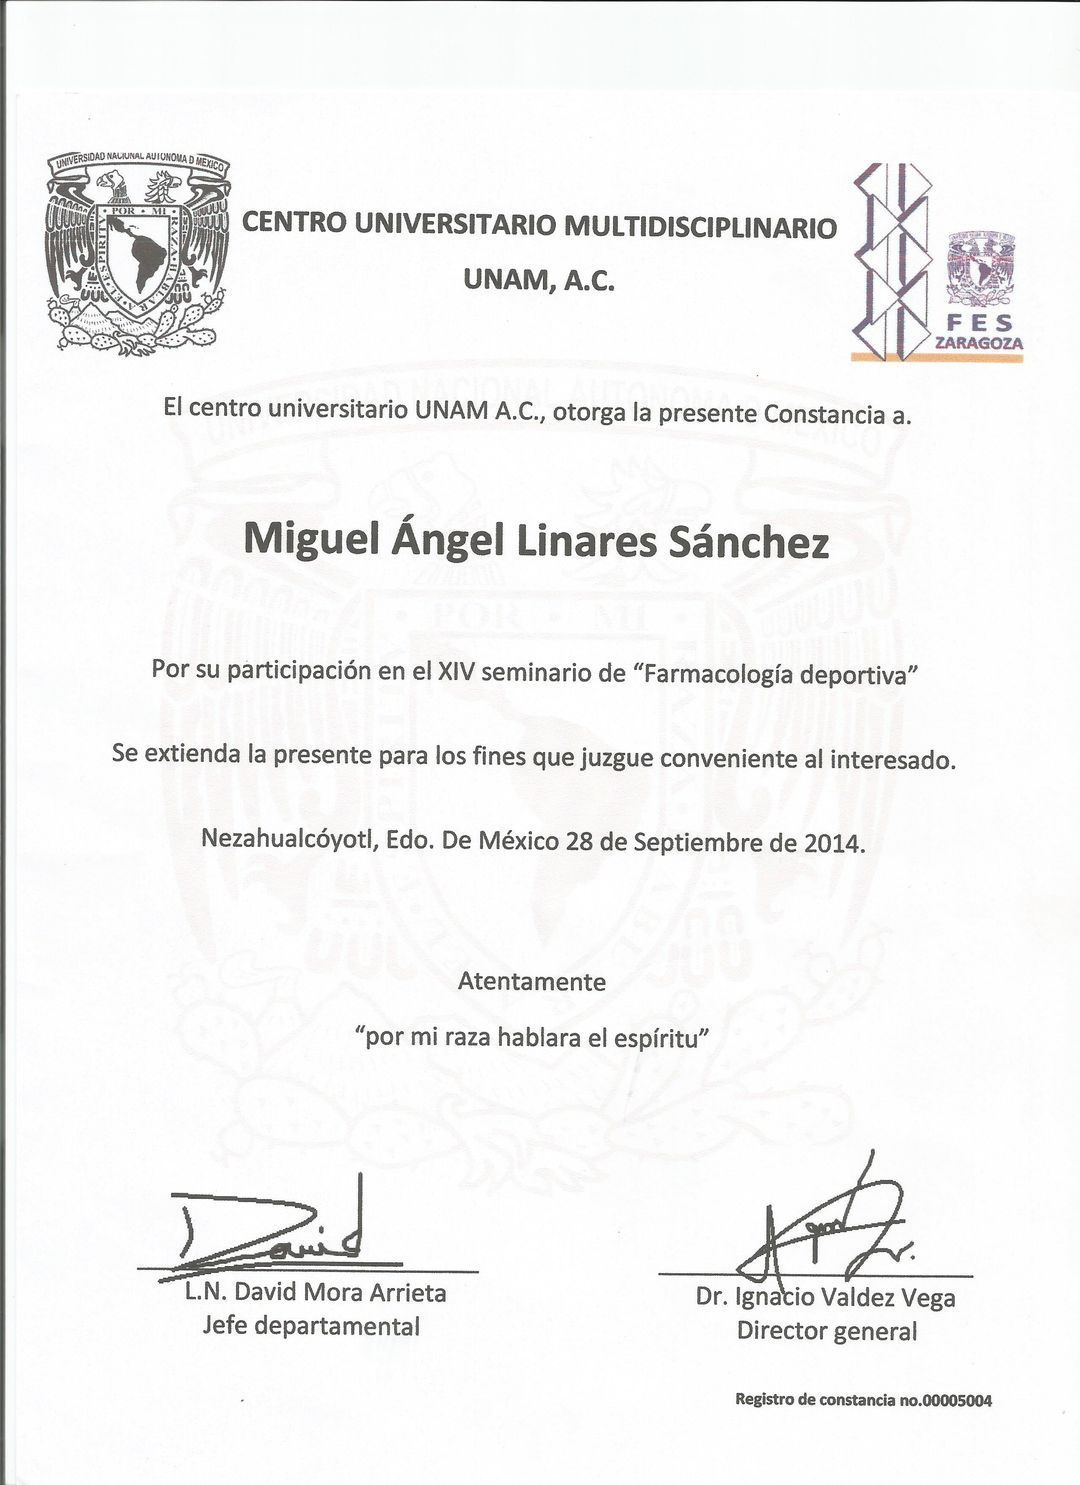 UNIVERSIDAD NACIONAL AUTONOMA D MEXICO
POR MI RAZA HABLARA EL ESPIRITU
CENTRO UNIVERSITARIO MULTIDISCIPLINARIO
UNAM, A.C.
FES
ZARAGOZA
El centro universitario UNAM A.C., otorga la presente Constancia a.
Miguel Ángel Linares Sánchez
Por su participación en el XIV seminario de “Farmacología deportiva”
Se extienda la presente para los fines que juzgue conveniente al interesado.
Nezahualcóyotl, Edo. De México 28 de Septiembre de 2014.
Atentamente
“por mi raza hablara el espíritu”
David
L.N. David Mora Arrieta
Jefe departamental
Dr. Ignacio Valdez Vega
Director general
Registro de constancia no.00005004